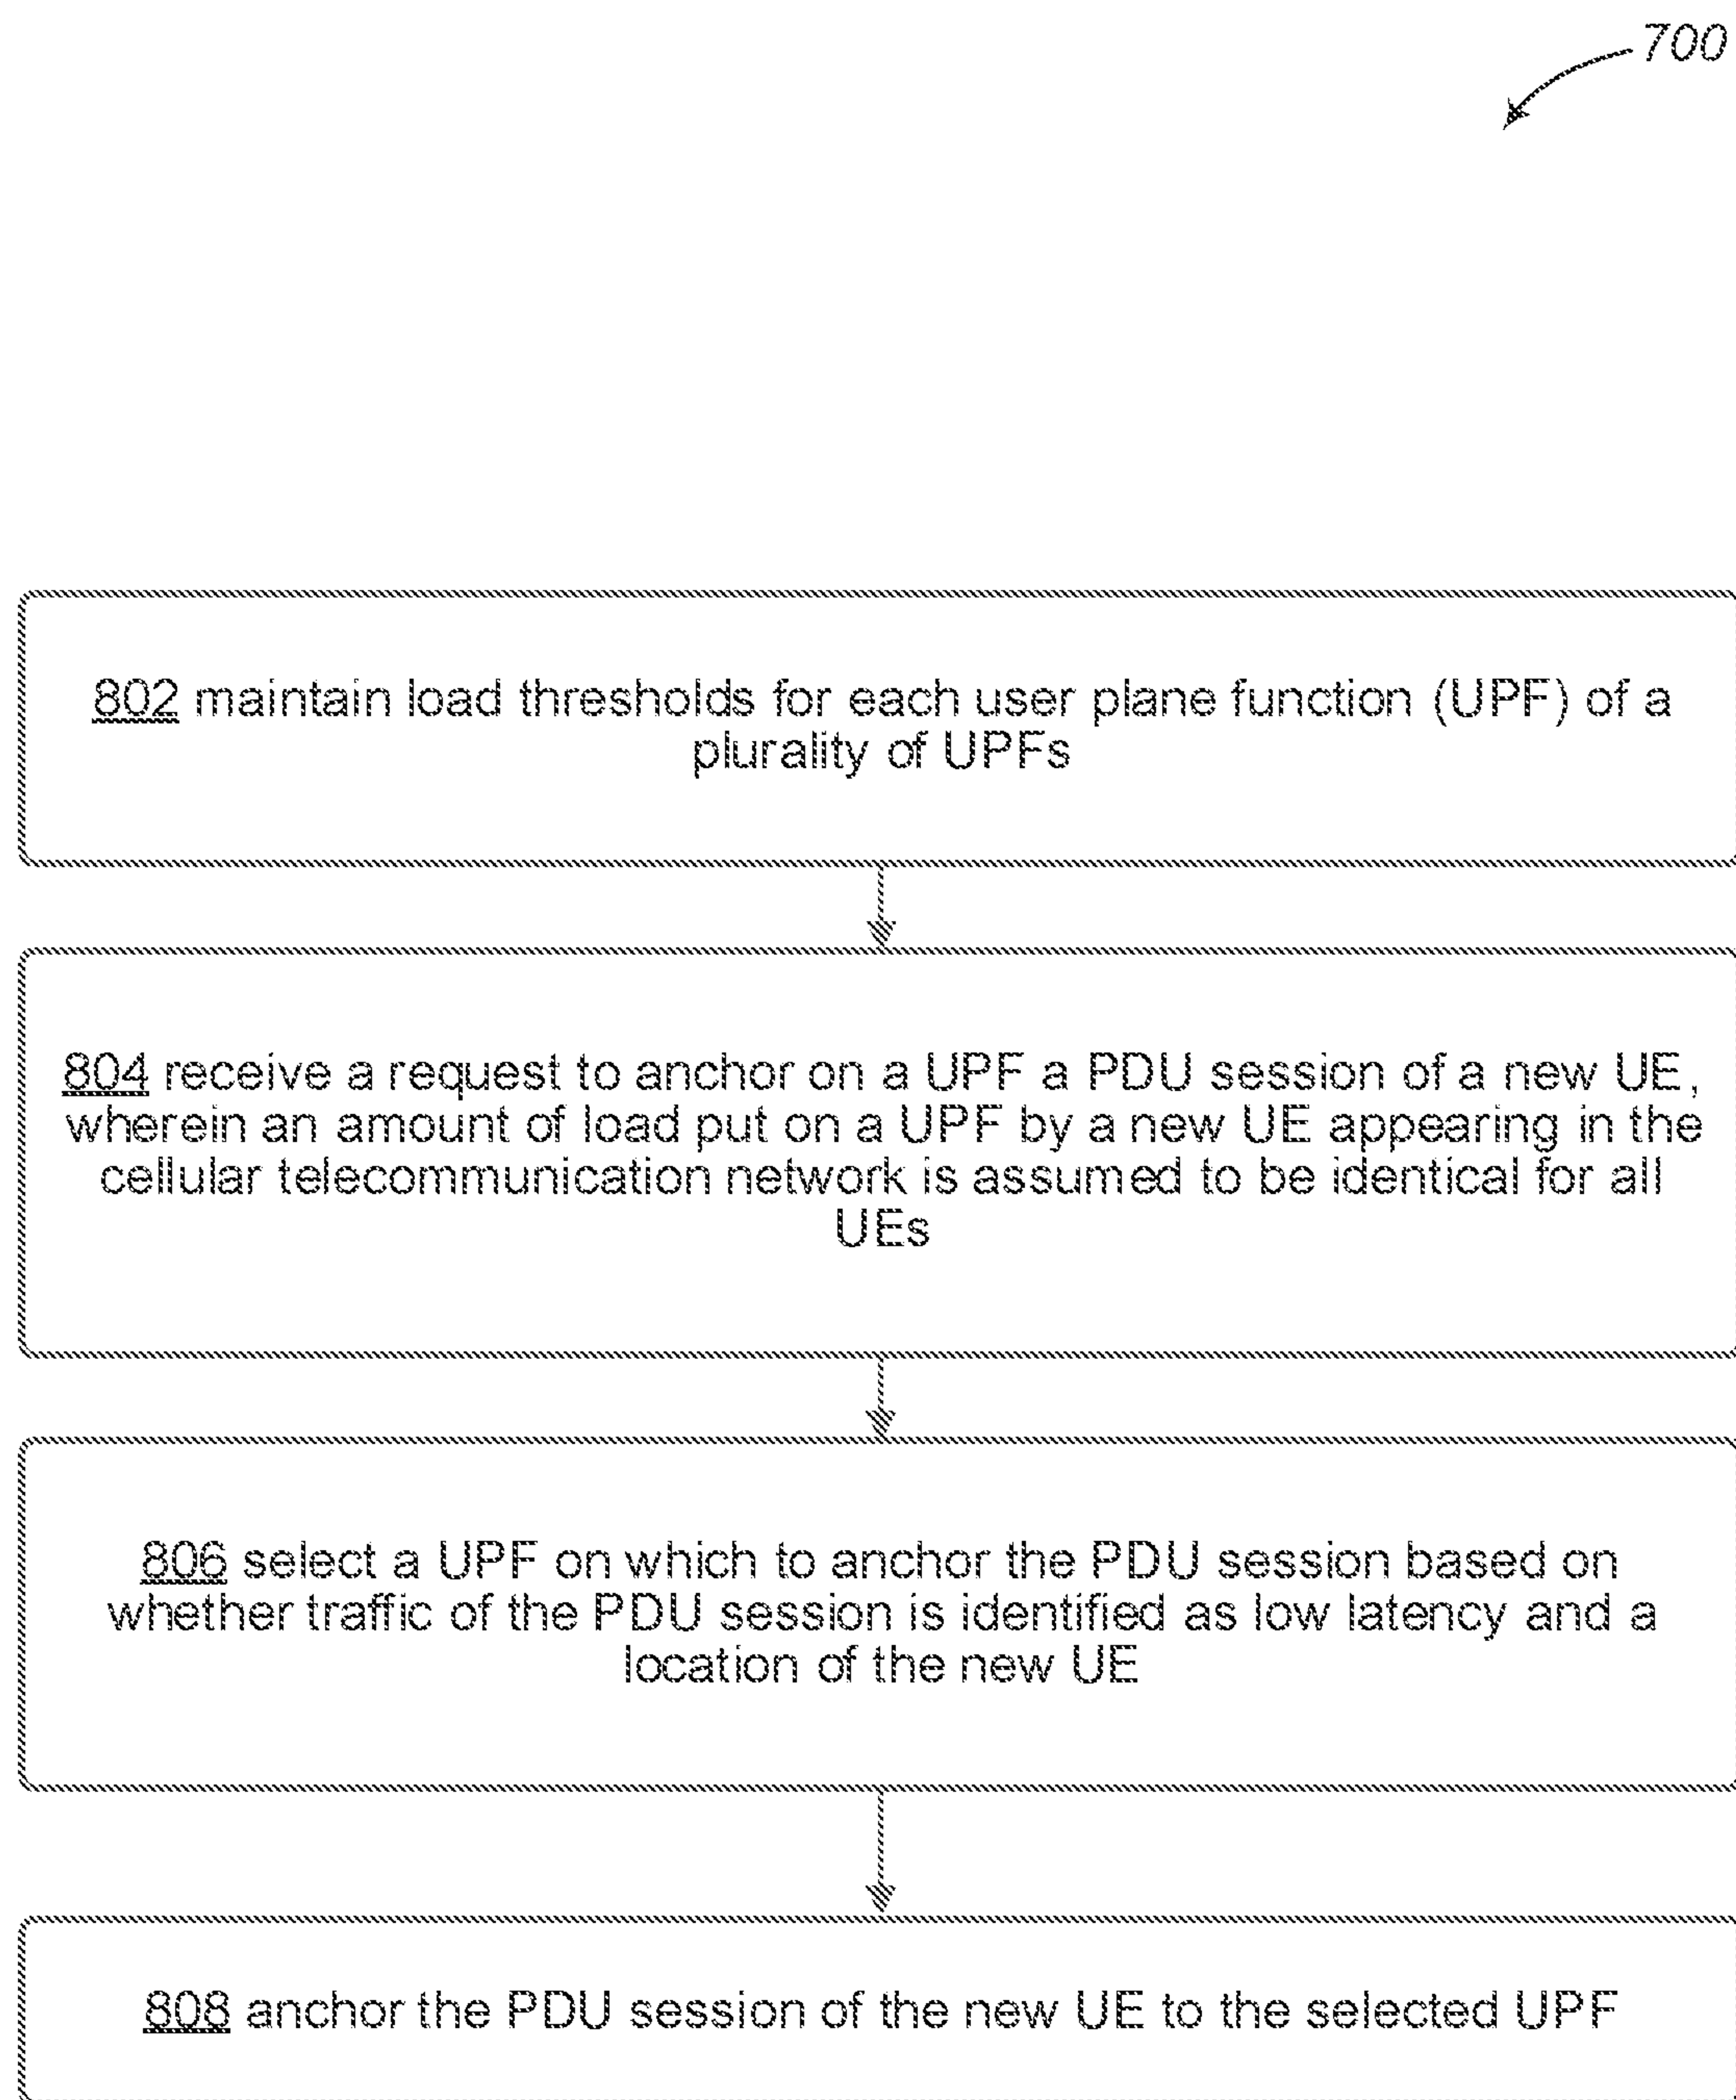 700
802 maintain load thresholds for each user plane function (UPF) of a
plurality of UPFs
804 receive a request to anchor on a UPF a PDU session of a new UE,
wherein an amount of load put on a UPF by a new UE appearing in the
cellular telecommunication network is assumed to be identical for all
UEs
806 select a UPF on which to anchor the PDU session based on
whether traffic of the PDU session is identified as low latency and a
location of the new UE
808 anchor the PDU session of the new UE to the selected UPF